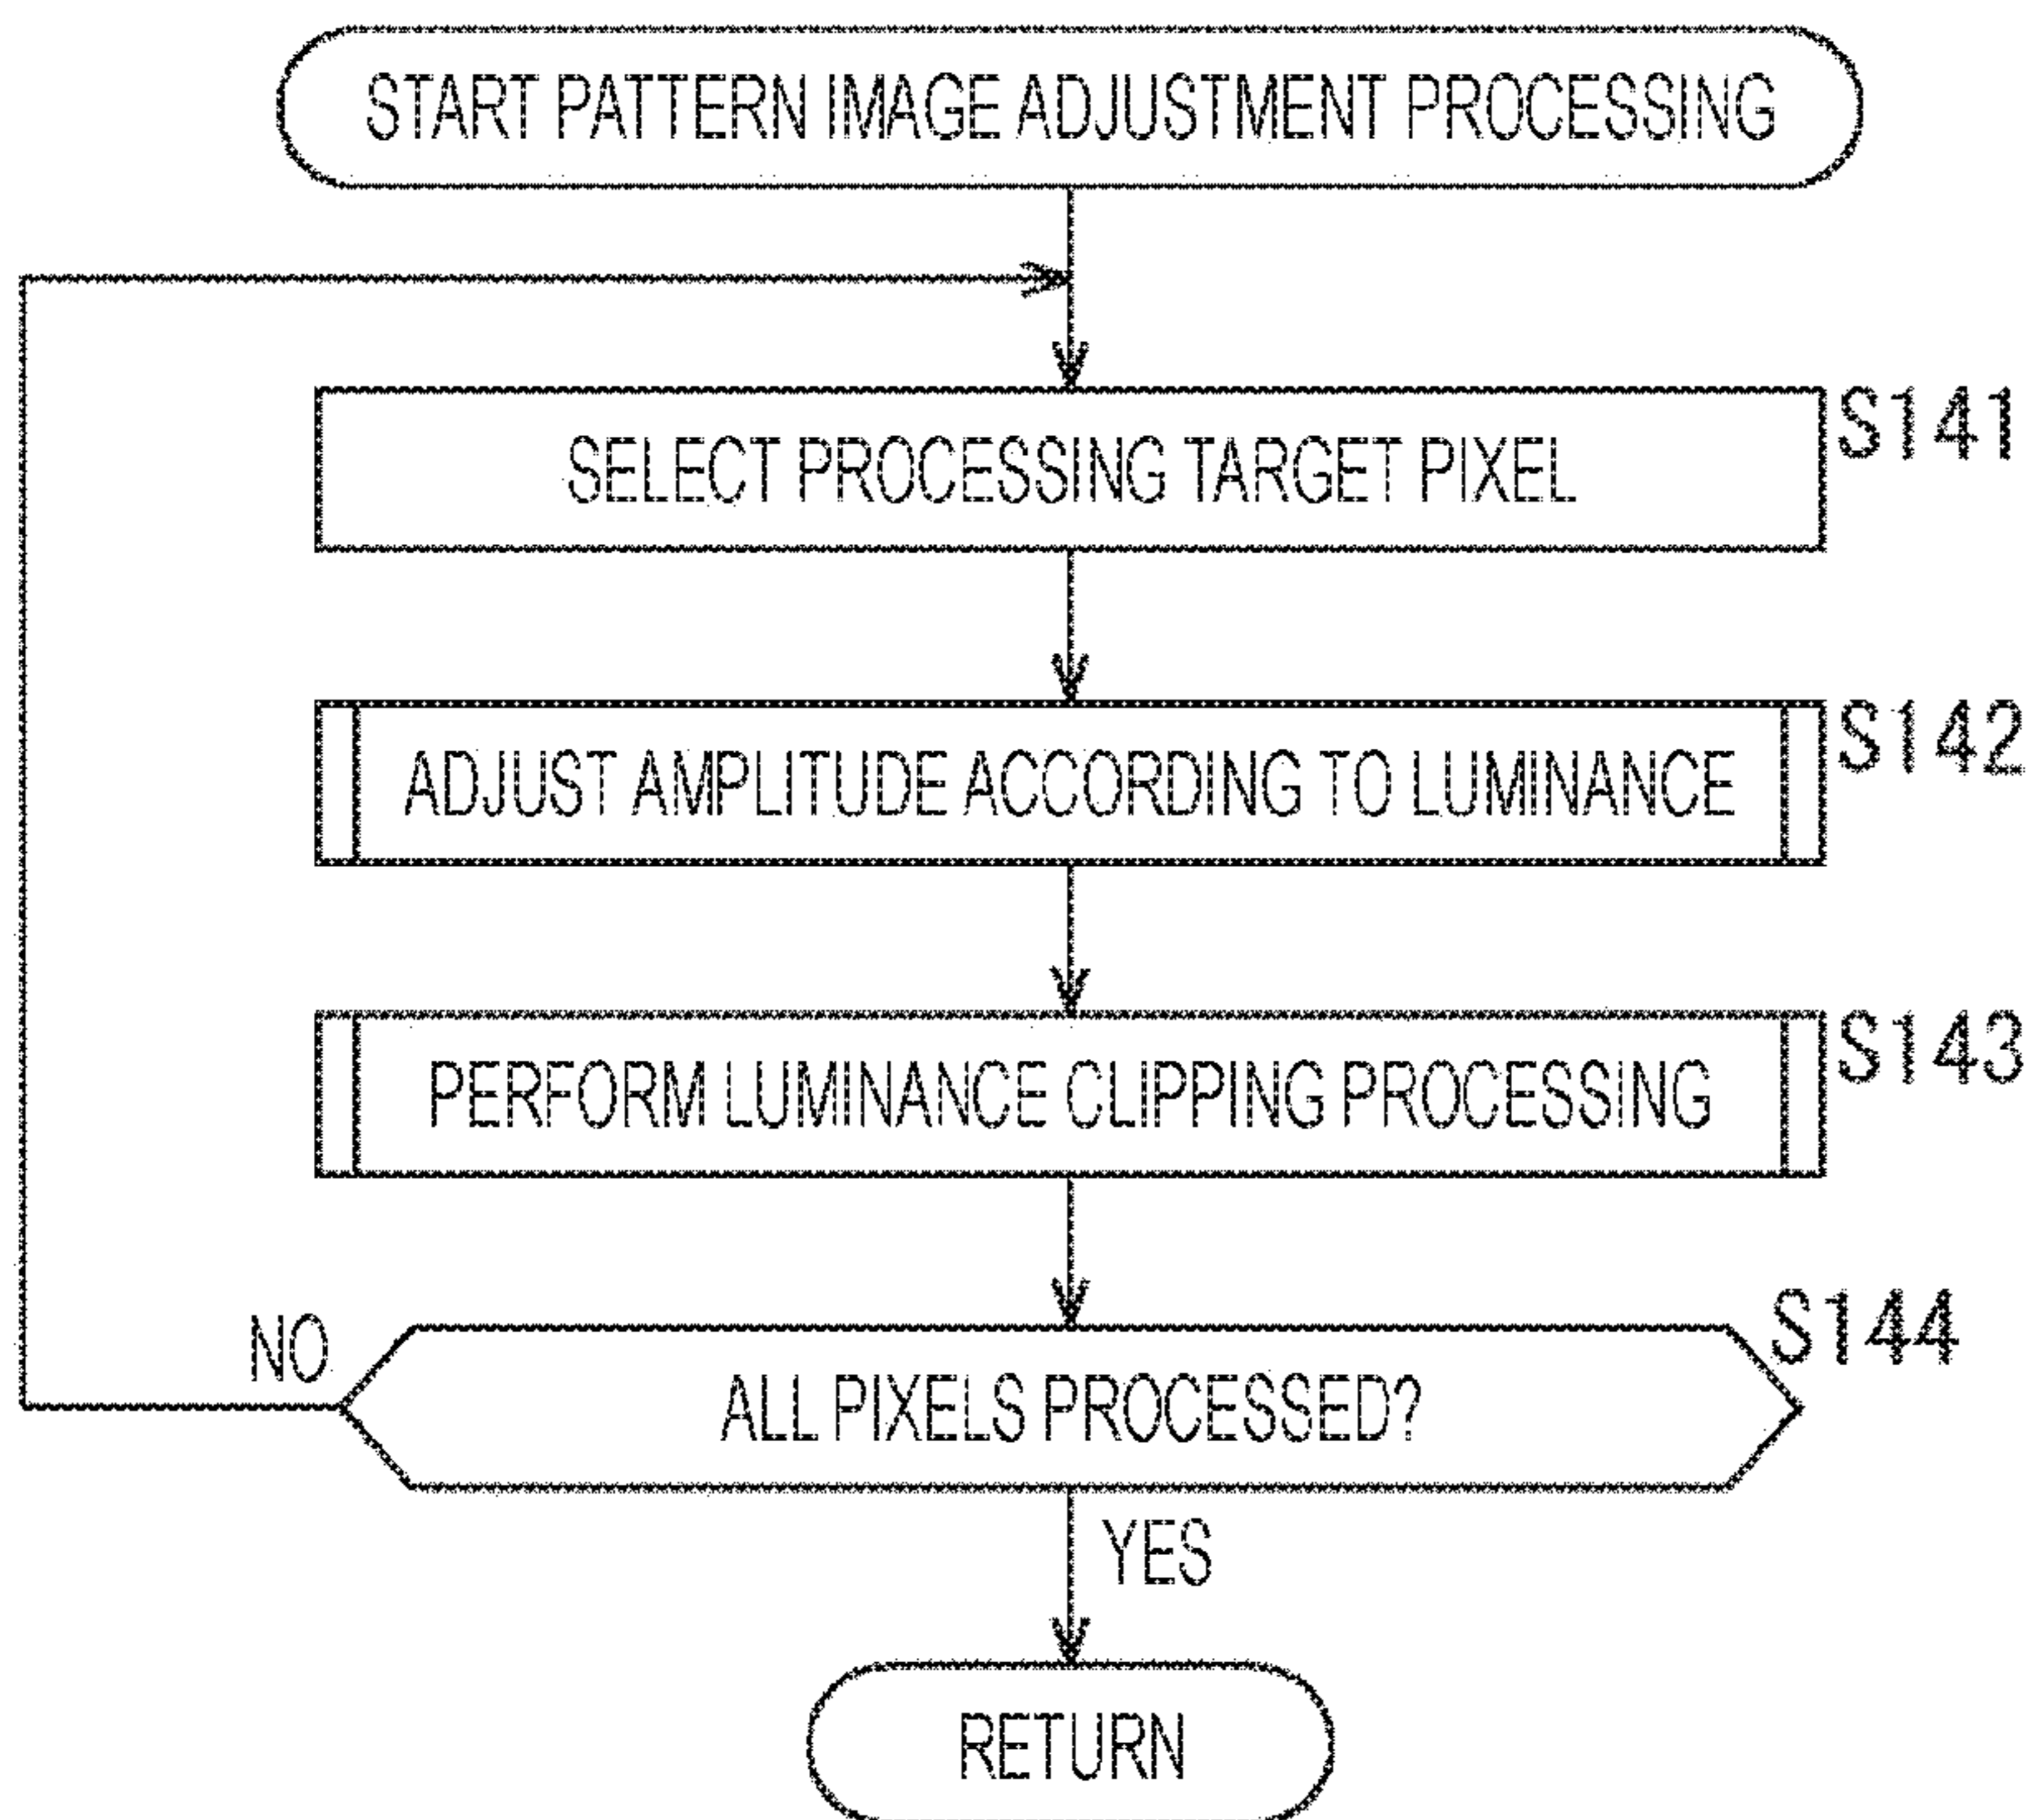 START PATTERN IMAGE ADJUSTMENT PROCESSING
SELECT PROCESSING TARGET PIXEL
S141
ADJUST AMPLITUDE ACCORDING TO LUMINANCE
S142
PERFORM LUMINANCE CLIPPING PROCESSING
S143
NO
ALL PIXELS PROCESSED?
S144
YES
RETURN